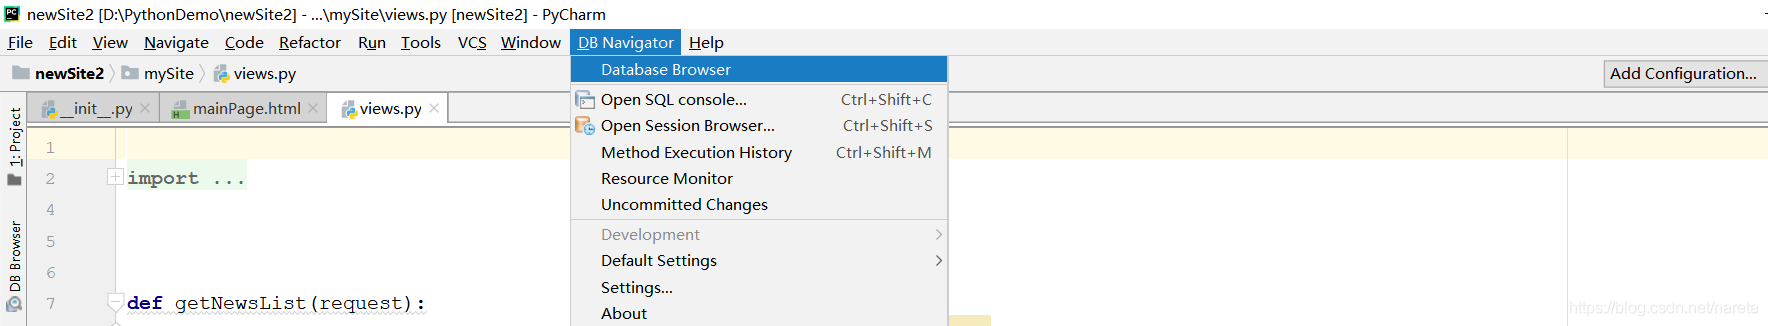 newSite2 [D:\PythonDemo\newSite2] - ...\mySite\views.py [newSite2] - PyCharm
File Edit View Navigate Code Refactor Run Tools VCS Window DB Navigator Help
newSite2 mySite views.py Add Configuration...
__init__.py mainPage.html views.py
Database Browser
Open SQL console... Ctrl+Shift+C
Open Session Browser... Ctrl+Shift+S
Method Execution History Ctrl+Shift+M
Resource Monitor
Uncommitted Changes
Development
Default Settings
Settings...
About
1: Project
DB Browser
1
2 import ...
4
5
6
7 def getNewsList(request):
https://blog.csdn.net/nareta